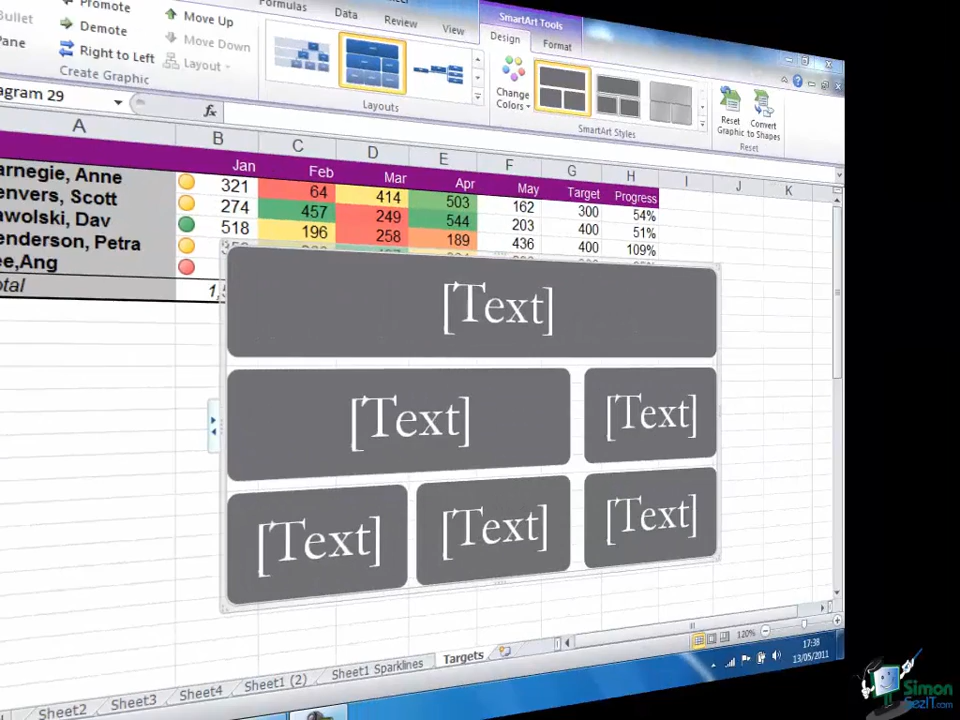 SmartArt Tools
Promote
Move Up
Formulas
Data
Review
View
Design
Format
Bullet
Demote
Move Down
Pane
Right to Left
Layout
Create Graphic
Layouts
Change
Colors
SmartArt Styles
Reset
Graphic
Convert
to Shapes
Reset
agram 29
fx
A B C D E F G H I J K
Jan Feb Mar Apr May Target Progress
arnegie, Anne 321 64 414 503 162 300 54%
envers, Scott 274 457 249 544 203 400 51%
awolski, Dav 518 196 258 189 436 400 109%
enderson, Petra
ee,Ang
otal 1,
[Text]
[Text] [Text]
[Text] [Text] [Text]
Sheet2 Sheet3 Sheet4 Sheet1 (2) Sheet1 Sparklines Targets
120%
17:38
13/05/2011
Simon
SezIT.com